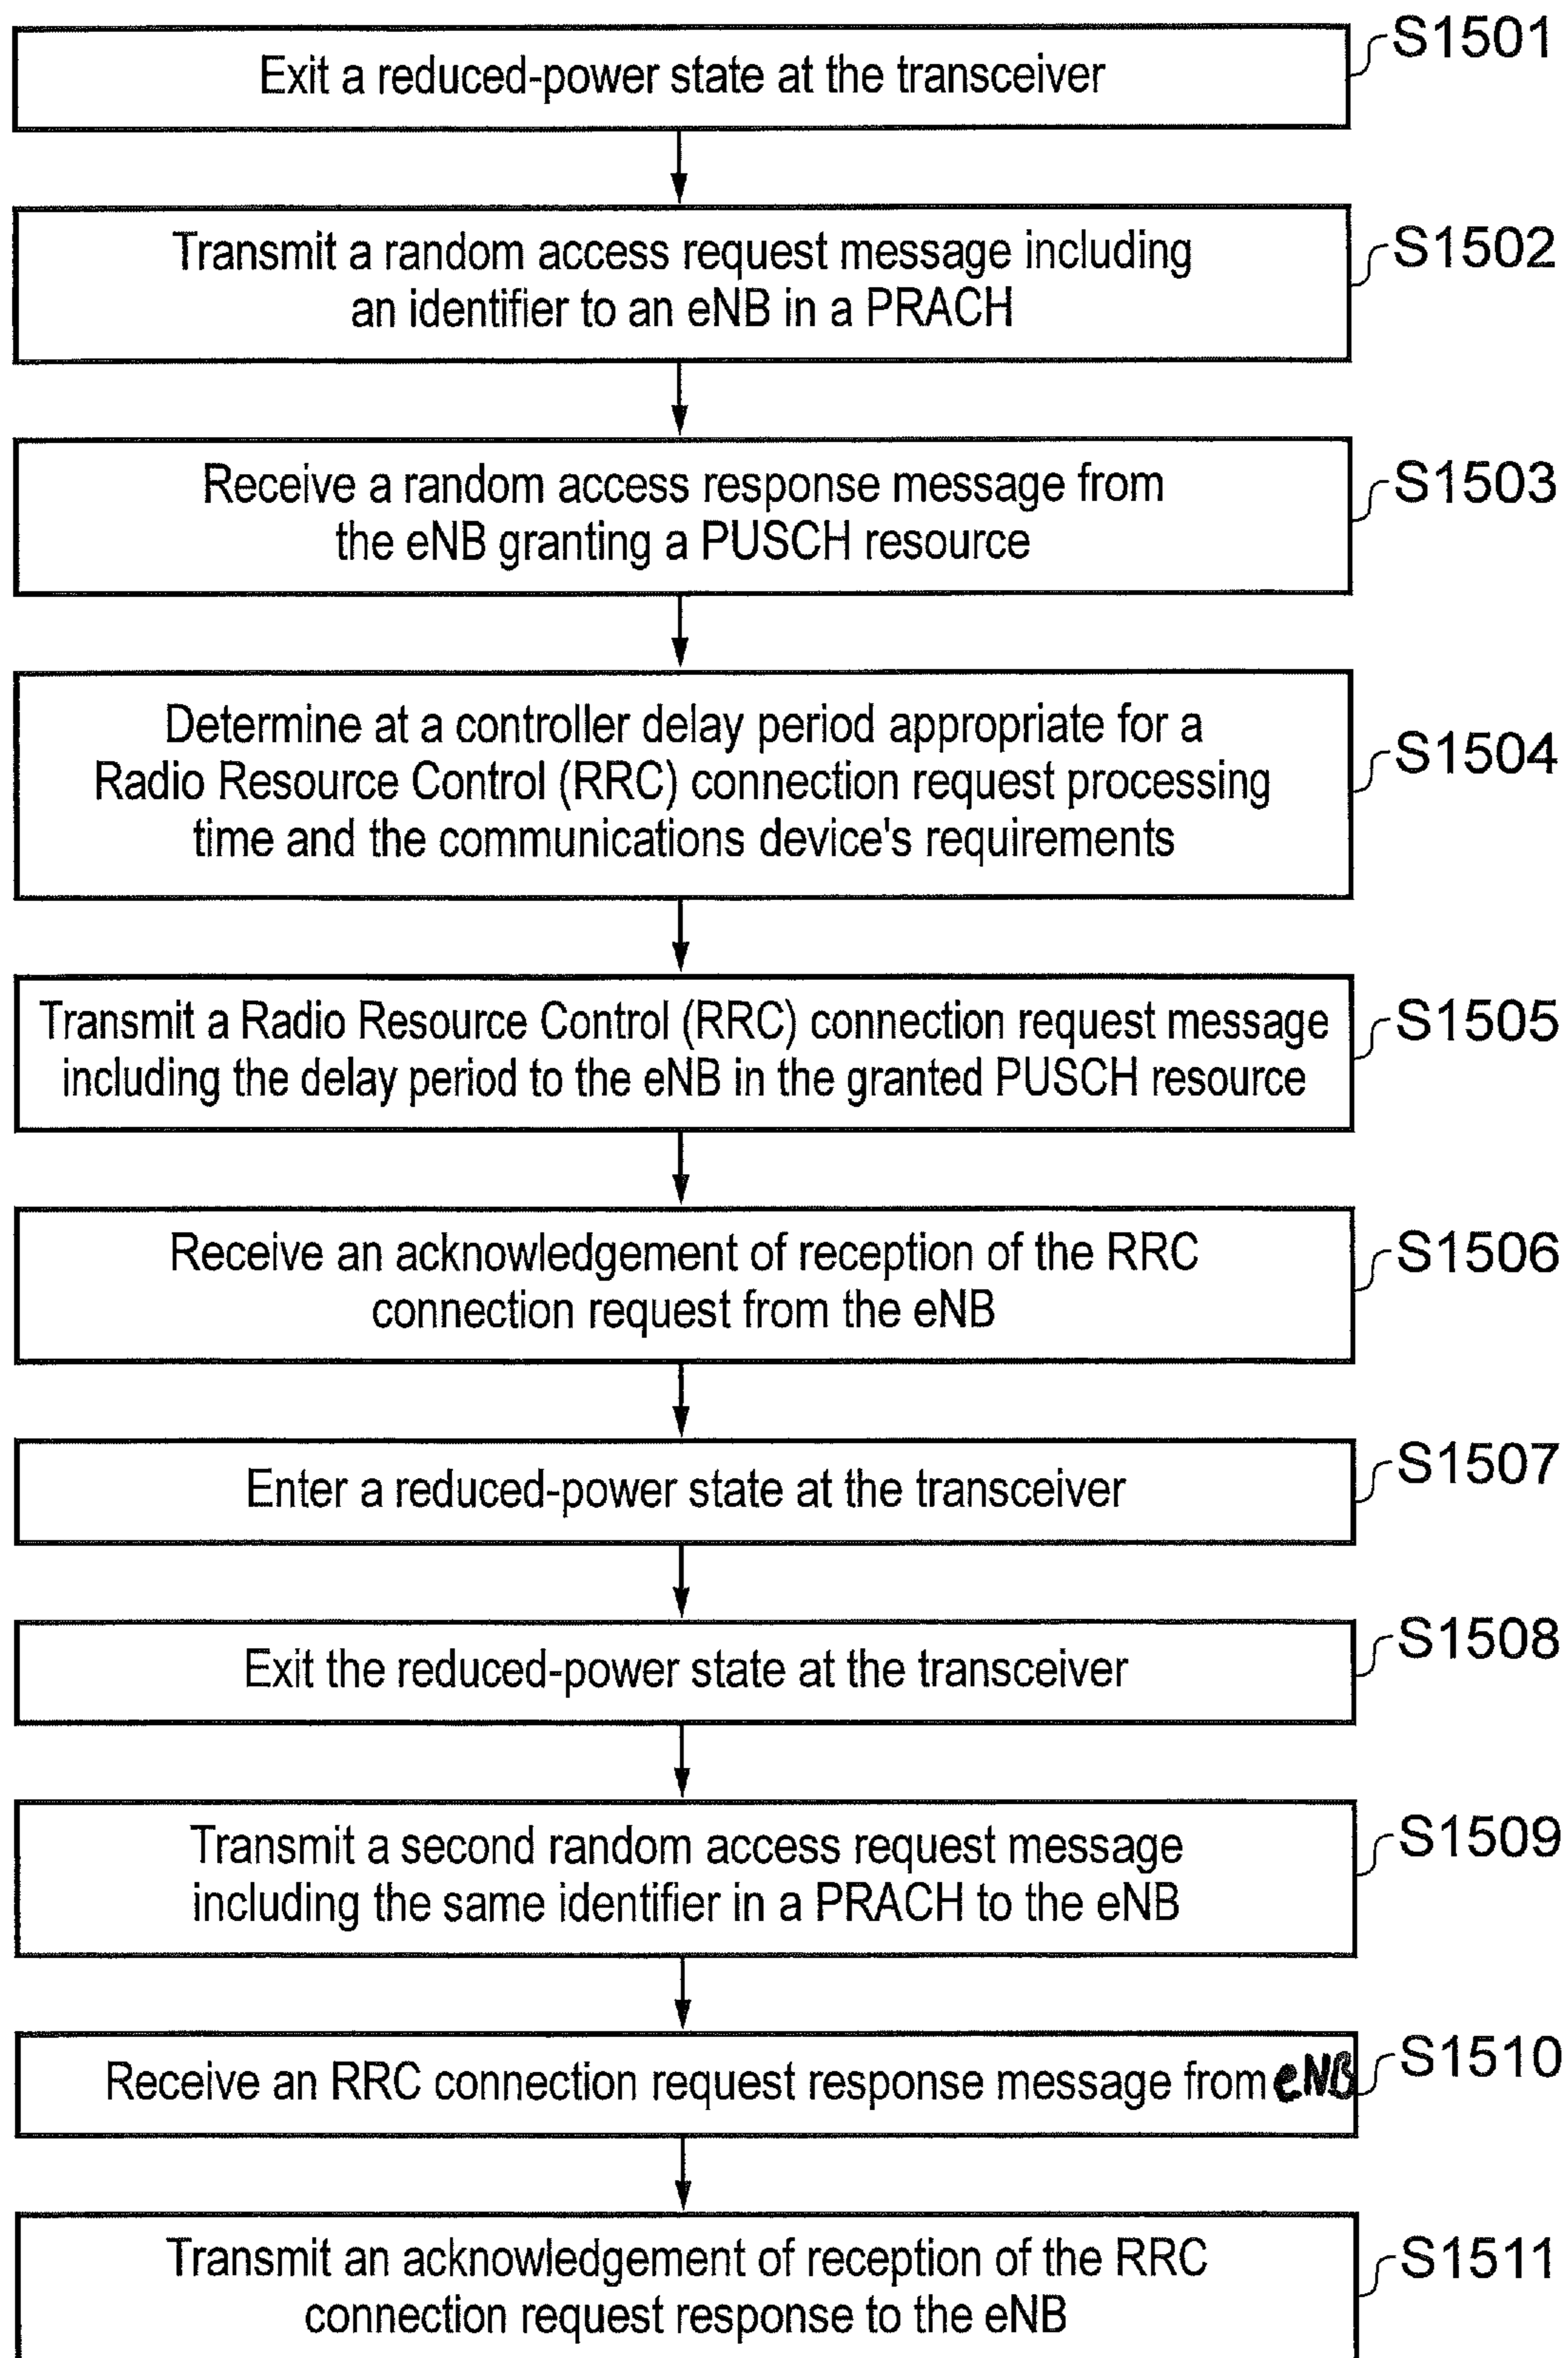 S1501
Exit a reduced-power state at the transceiver
S1502
Transmit a random access request message including
an identifier to an eNB in a PRACH
S1503
Receive a random access response message from
the eNB granting a PUSCH resource
S1504
Determine at a controller delay period appropriate for a
Radio Resource Control (RRC) connection request processing
time and the communications device's requirements
S1505
Transmit a Radio Resource Control (RRC) connection request message
including the delay period to the eNB in the granted PUSCH resource
S1506
Receive an acknowledgement of reception of the RRC
connection request from the eNB
S1507
Enter a reduced-power state at the transceiver
S1508
Exit the reduced-power state at the transceiver
S1509
Transmit a second random access request message
including the same identifier in a PRACH to the eNB
S1510
Receive an RRC connection request response message from eNB
S1511
Transmit an acknowledgement of reception of the RRC
connection request response to the eNB